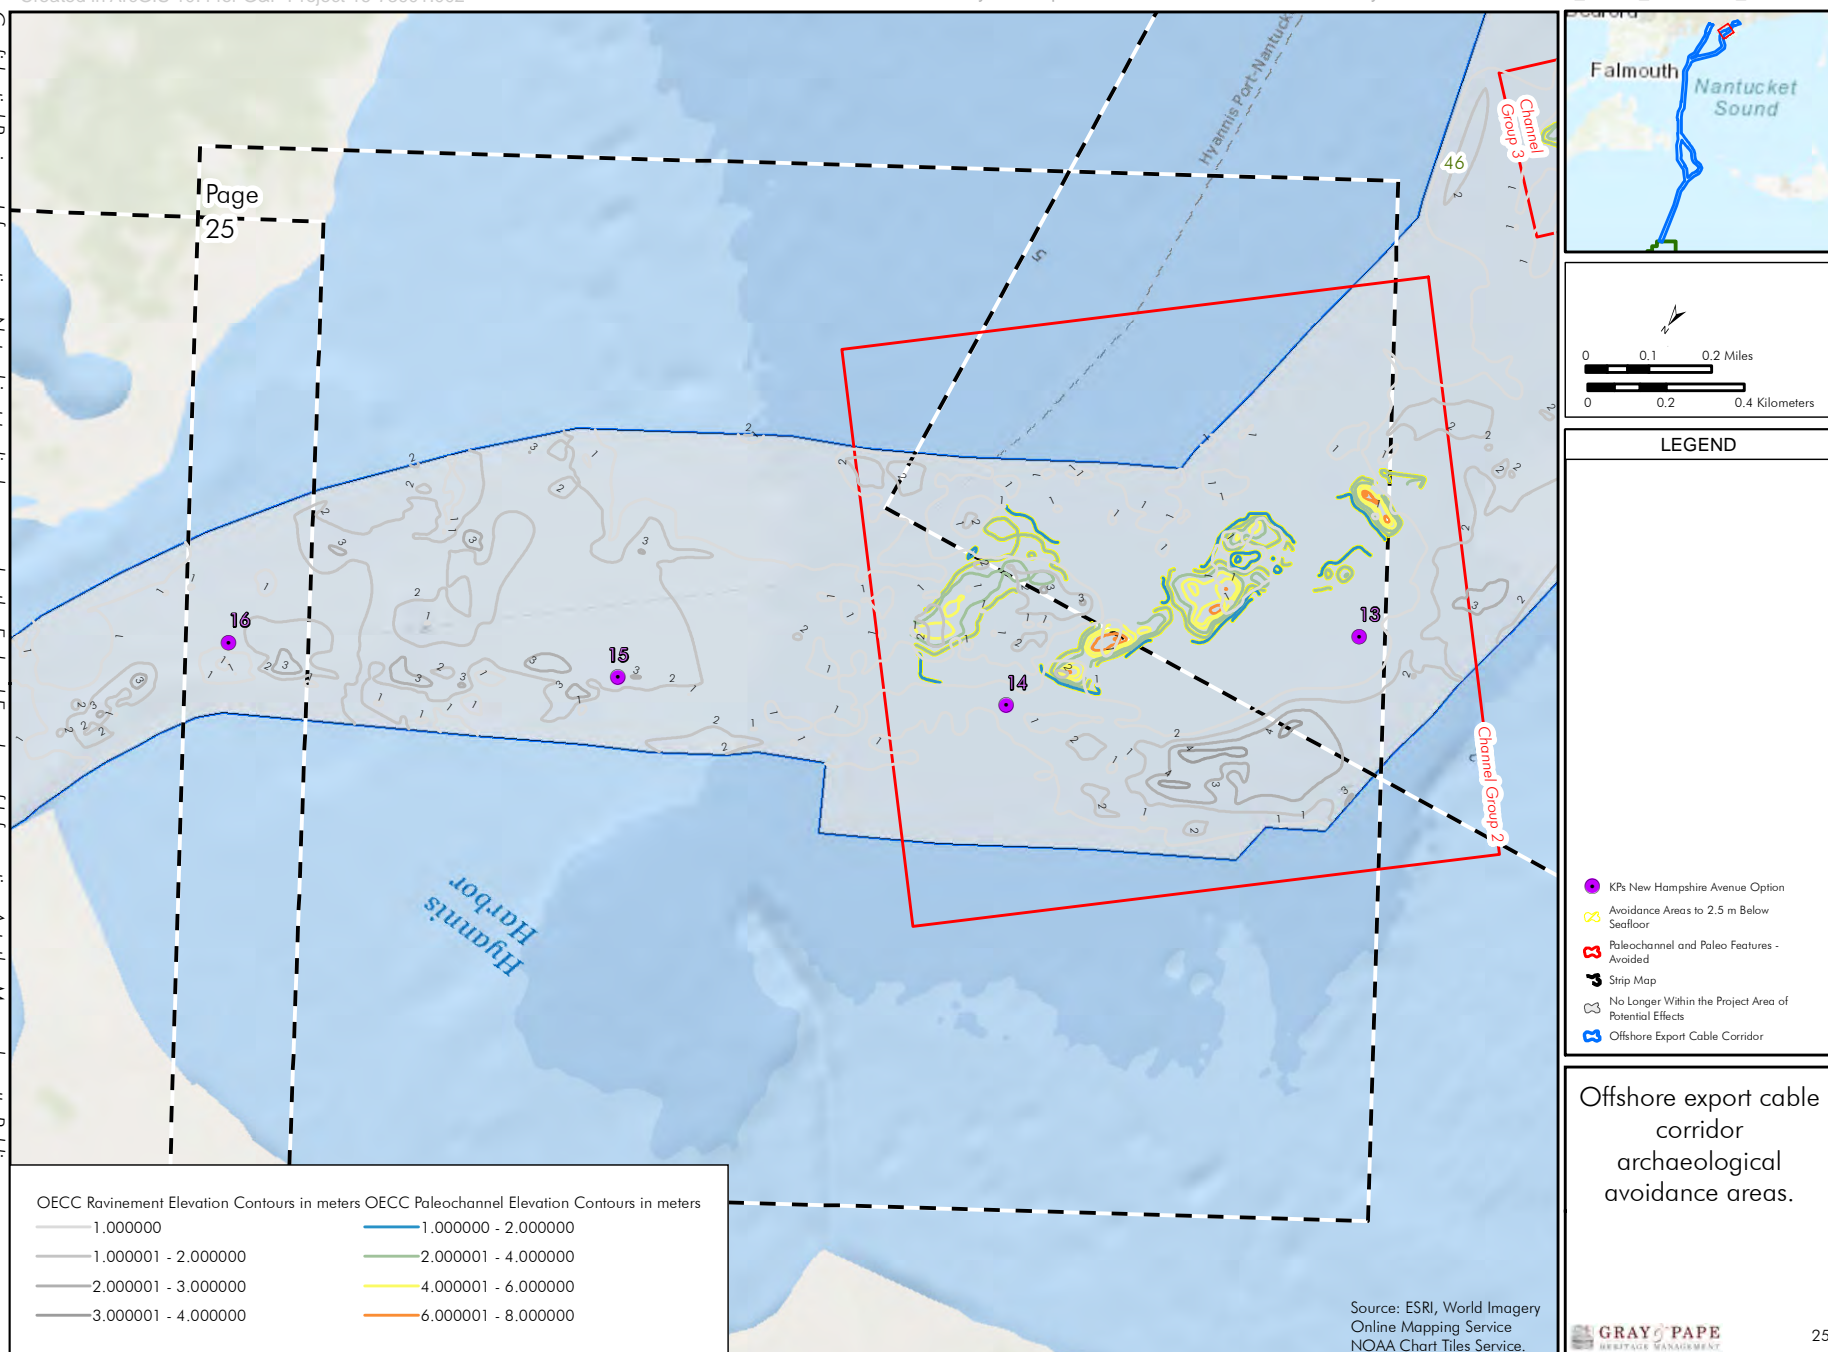 Page
25
Hyannis Port-Nantucket
5
46
Channel
Group 3
16
15
14
13
Channel Group 2
Hyannis
Harbor
OECC Ravinement Elevation Contours in meters
1.000000
1.000001 - 2.000000
2.000001 - 3.000000
3.000001 - 4.000000
OECC Paleochannel Elevation Contours in meters
1.000000 - 2.000000
2.000001 - 4.000000
4.000001 - 6.000000
6.000001 - 8.000000
Source: ESRI, World Imagery
Online Mapping Service
NOAA Chart Tiles Service.
Falmouth
Nantucket
Sound
N
0 0.1 0.2 Miles
0 0.2 0.4 Kilometers
LEGEND
KPs New Hampshire Avenue Option
Avoidance Areas to 2.5 m Below
Seafloor
Paleochannel and Paleo Features -
Avoided
Strip Map
No Longer Within the Project Area of
Potential Effects
Offshore Export Cable Corridor
Offshore export cable
corridor
archaeological
avoidance areas.
GRAY & PAPE
HERITAGE MANAGEMENT
25